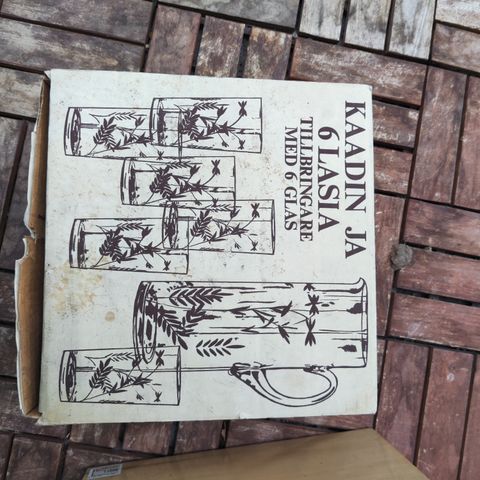 KAADIN JA
6 LASIA
TILLBRINGARE
MED 6 GLAS